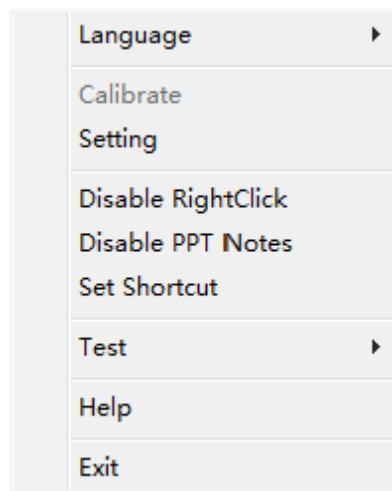 Language
Calibrate
Setting
Disable RightClick
Disable PPT Notes
Set Shortcut
Test
Help
Exit